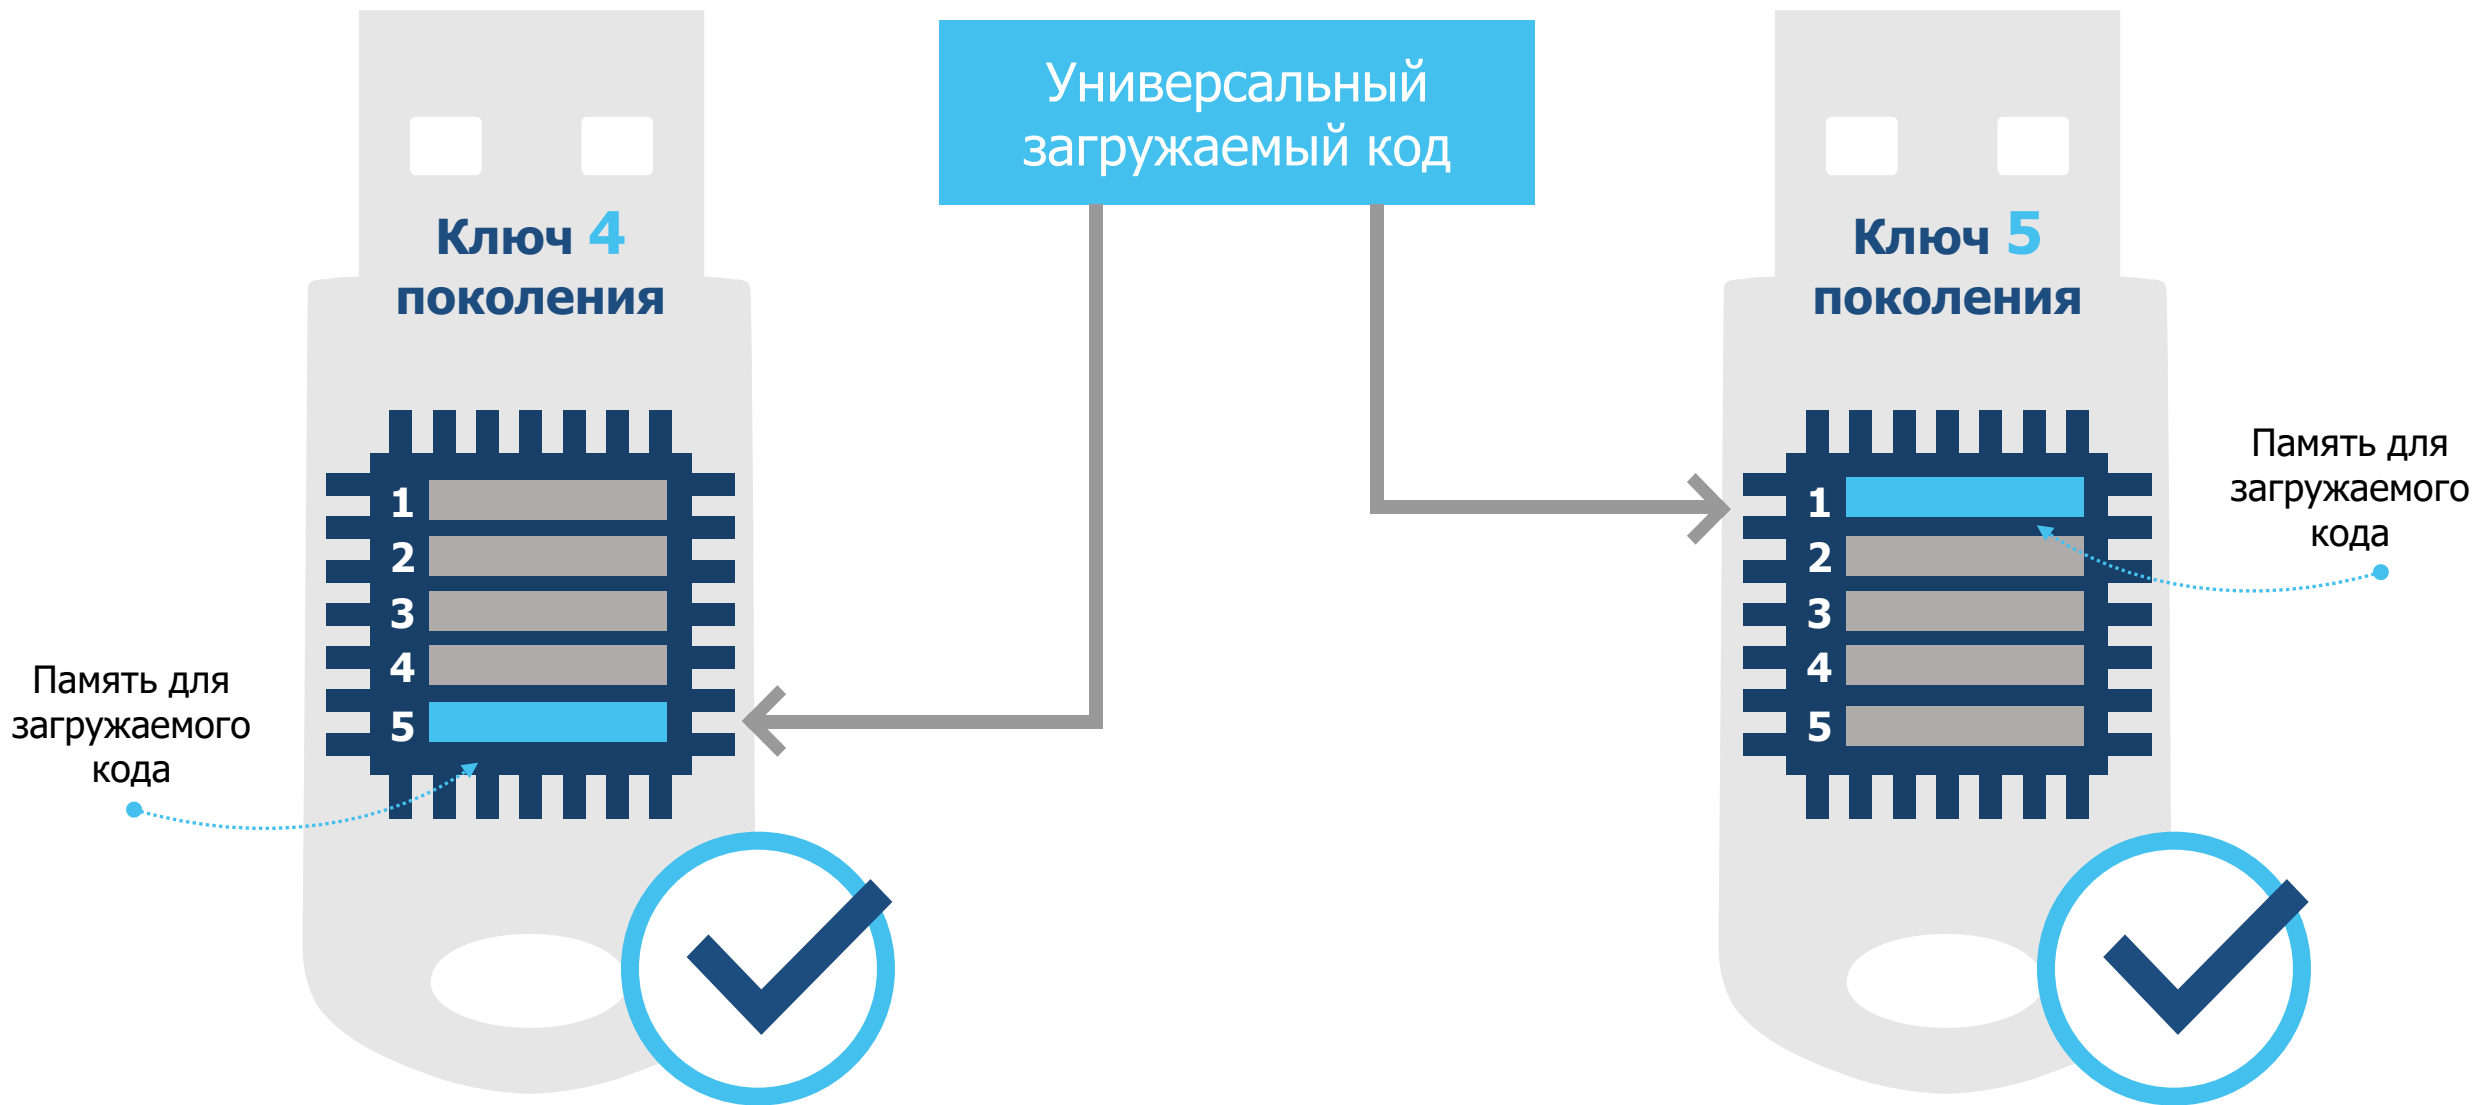 Универсальный
загружаемый код
Ключ 4
поколения
1
2
3
4
5
Память для
загружаемого
кода
Ключ 5
поколения
1
2
3
4
5
Память для
загружаемого
кода